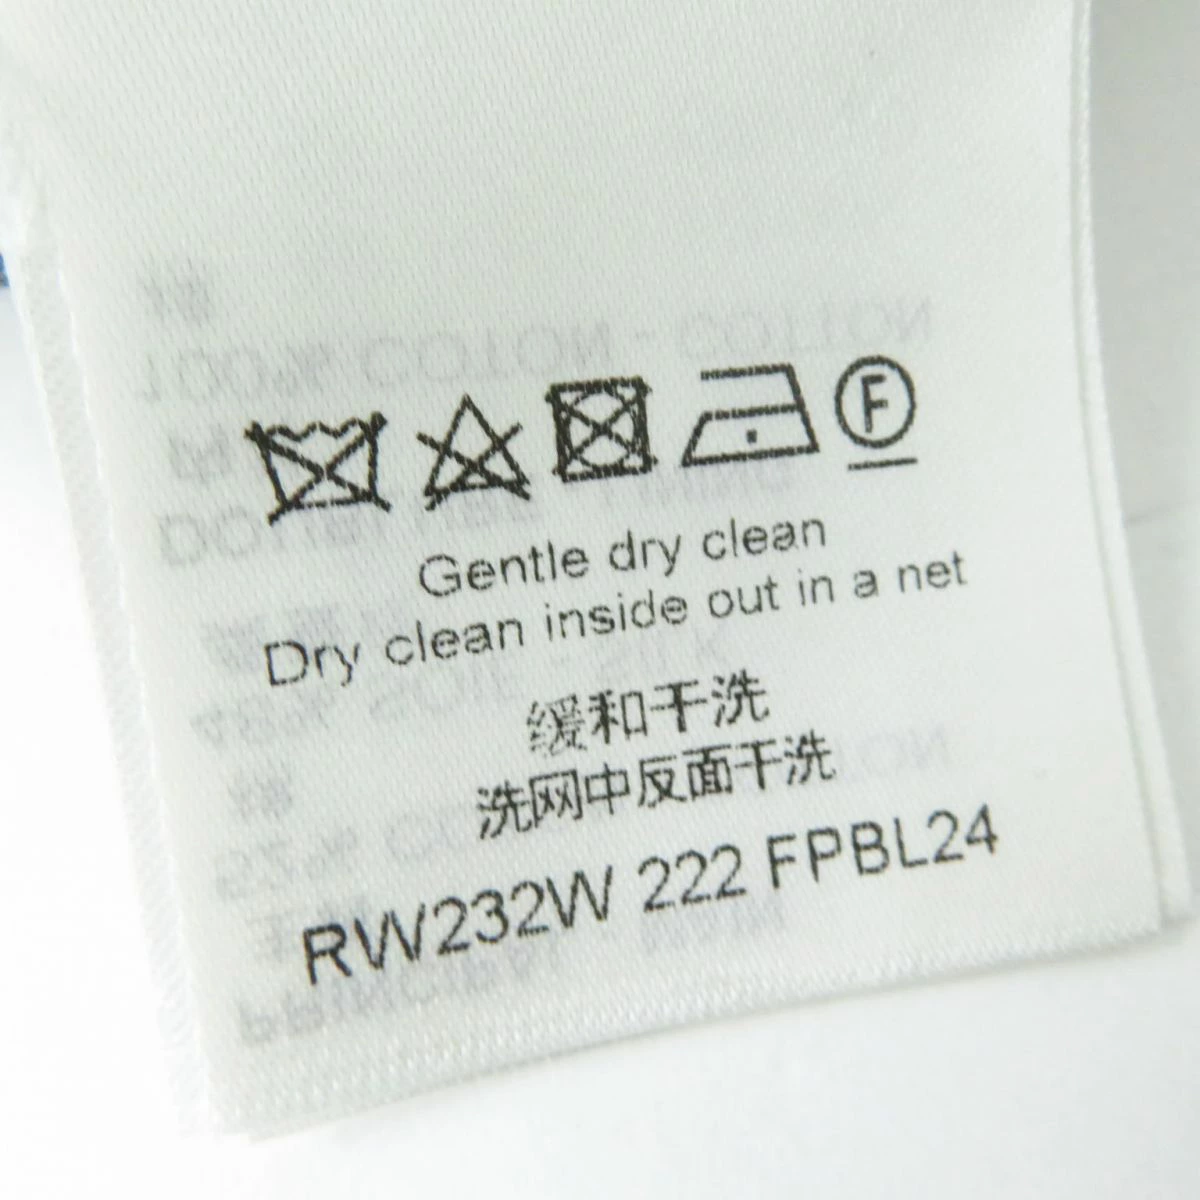 F
Gentle dry clean
Dry clean inside out in a net
缓和干洗
洗网中反面干洗
RW232W 222 FPBL24